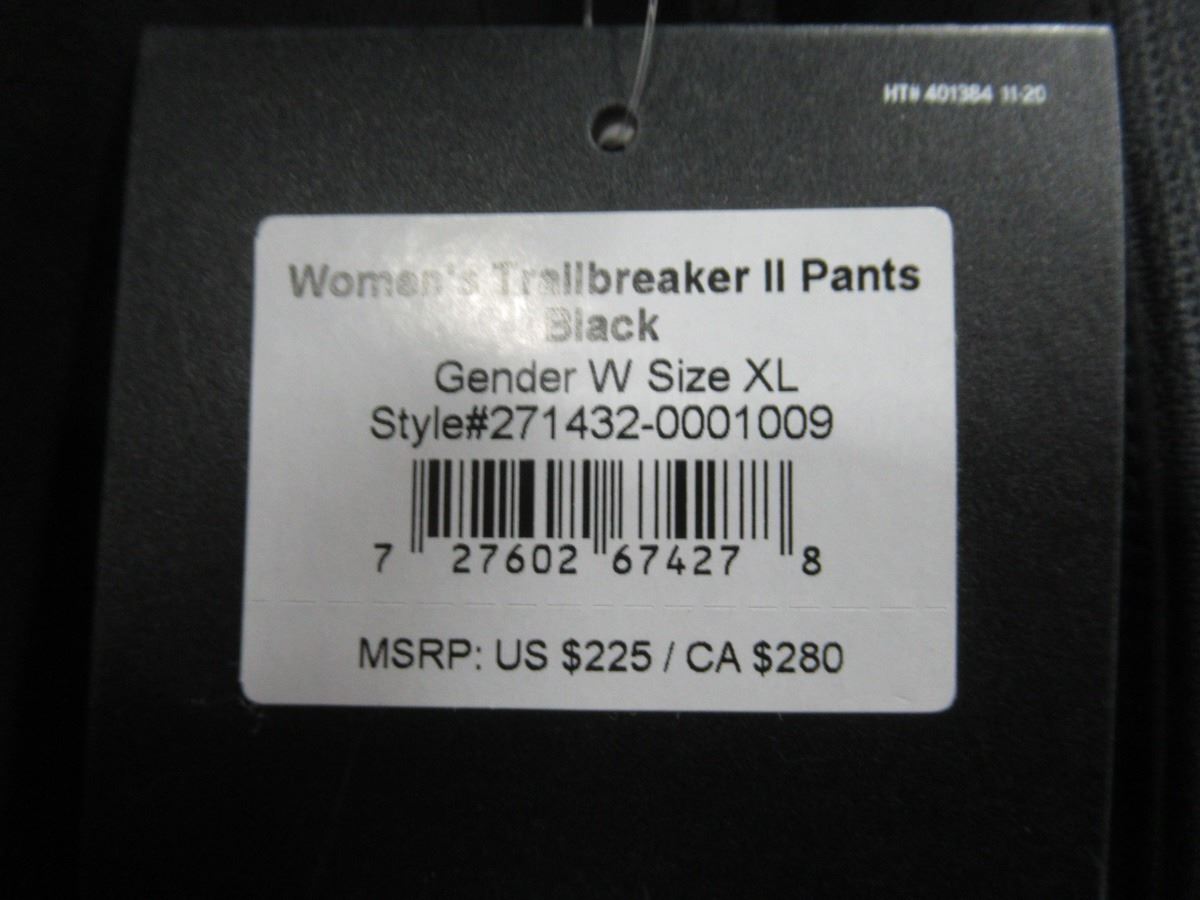 HT# 401384 11-20
Women's Trailbreaker II Pants
Black
Gender W Size XL
Style#271432-0001009
7 27602 67427 8
MSRP: US $225 / CA $280